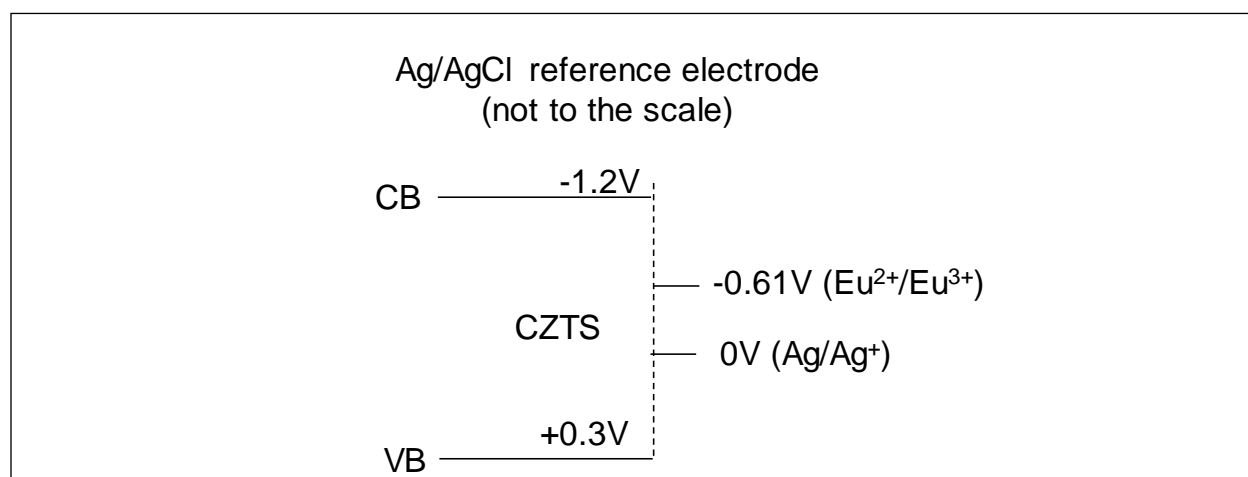 Ag/AgCl reference electrode
(not to the scale)
-1.2V
CB
-0.61V (Eu²⁺/Eu³⁺)
CZTS
0V (Ag/Ag⁺)
+0.3V
VB